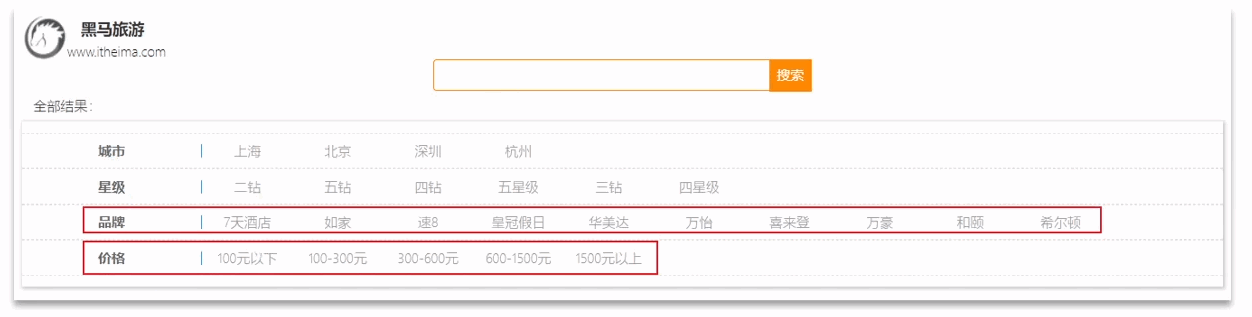 黑马旅游
www.itheima.com
搜索
全部结果:
城市 上海 北京 深圳 杭州
星级 二钻 五钻 四钻 五星级 三钻 四星级
品牌 7天酒店 如家 速8 皇冠假日 华美达 万怡 喜来登 万豪 和颐 希尔顿
价格 100元以下 100-300元 300-600元 600-1500元 1500元以上